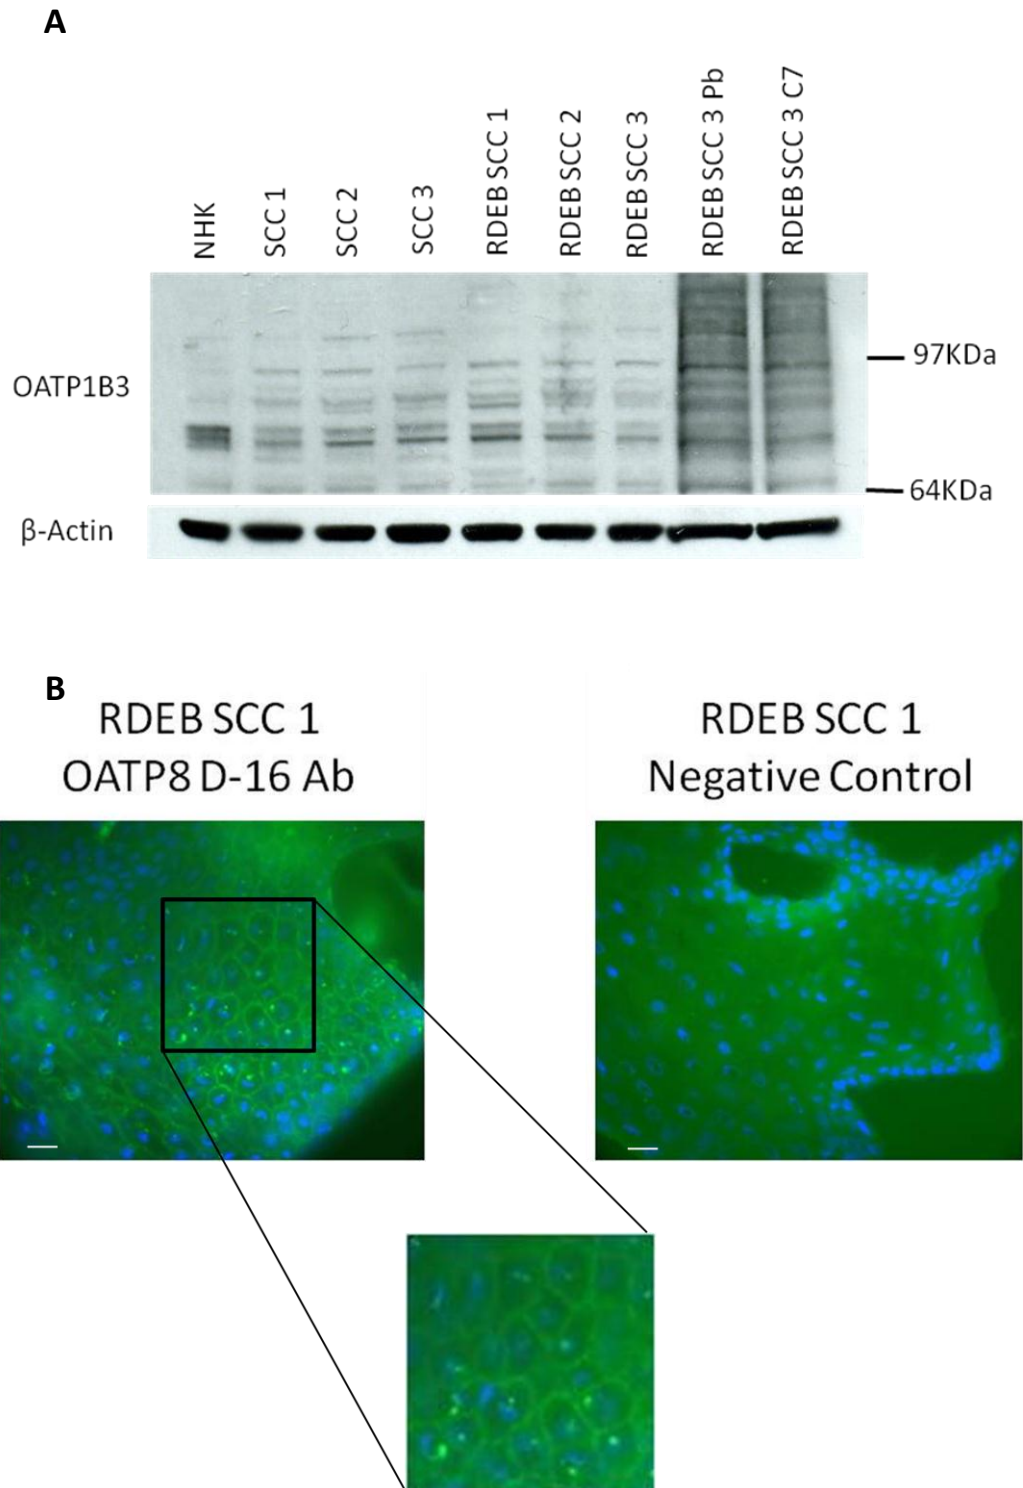 A
NHK
SCC 1
SCC 2
SCC 3
RDEB SCC 1
RDEB SCC 2
RDEB SCC 3
RDEB SCC 3 Pb
RDEB SCC 3 C7
OATP1B3
97KDa
64KDa
β-Actin
B
RDEB SCC 1
OATP8 D-16 Ab
RDEB SCC 1
Negative Control